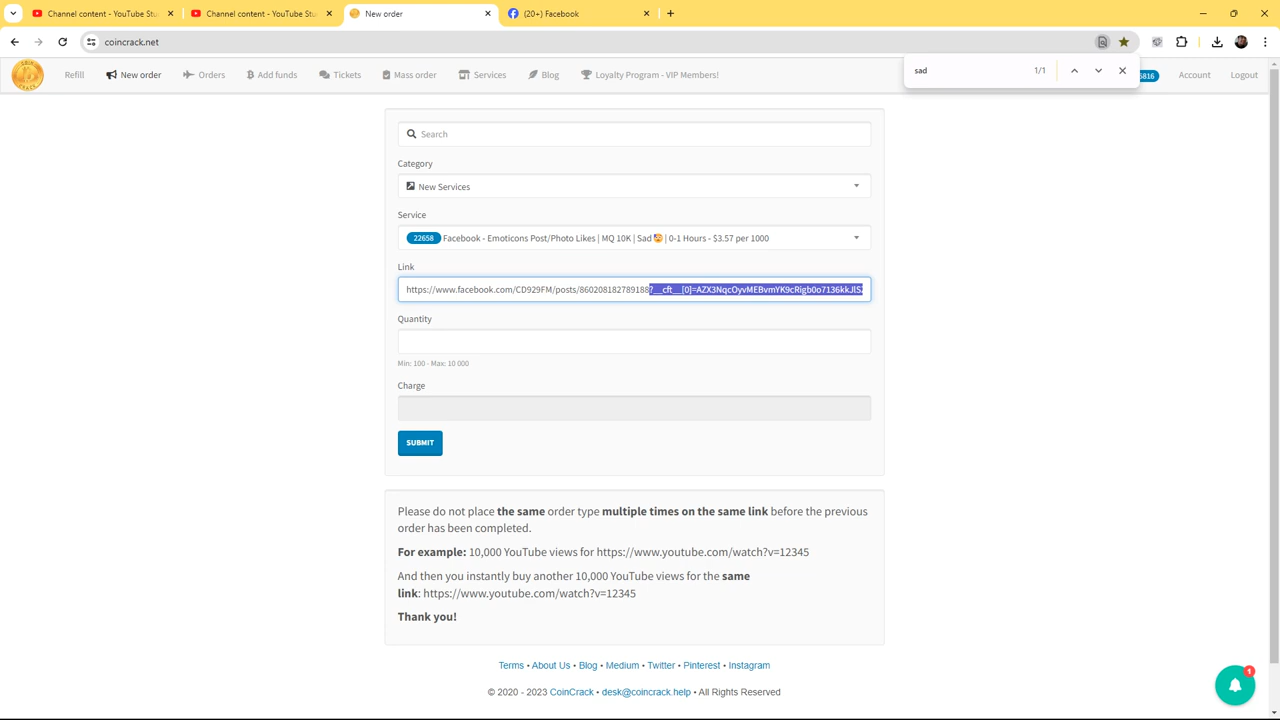 Channel content - YouTube Stu
Channel content - YouTube Stu
New order
(20+) Facebook
coincrack.net
sad
1/1
Refill
New order
Orders
Add funds
Tickets
Mass order
Services
Blog
Loyalty Program - VIP Members!
5816
Account
Logout
Search
Category
New Services
Service
22658 Facebook - Emoticons Post/Photo Likes | MQ 10K | Sad 🤯 | 0-1 Hours - $3.57 per 1000
Link
https://www.facebook.com/CD929FM/posts/860208182789188?__cft__[0]=AZX3NqcOyvMEBvmYK9cRigb0o7136kkJlS
Quantity
Min: 100 - Max: 10 000
Charge
SUBMIT
Please do not place the same order type multiple times on the same link before the previous
order has been completed.
For example: 10,000 YouTube views for https://www.youtube.com/watch?v=12345
And then you instantly buy another 10,000 YouTube views for the same
link: https://www.youtube.com/watch?v=12345
Thank you!
Terms • About Us • Blog • Medium • Twitter • Pinterest • Instagram
© 2020 - 2023 CoinCrack • desk@coincrack.help • All Rights Reserved
1